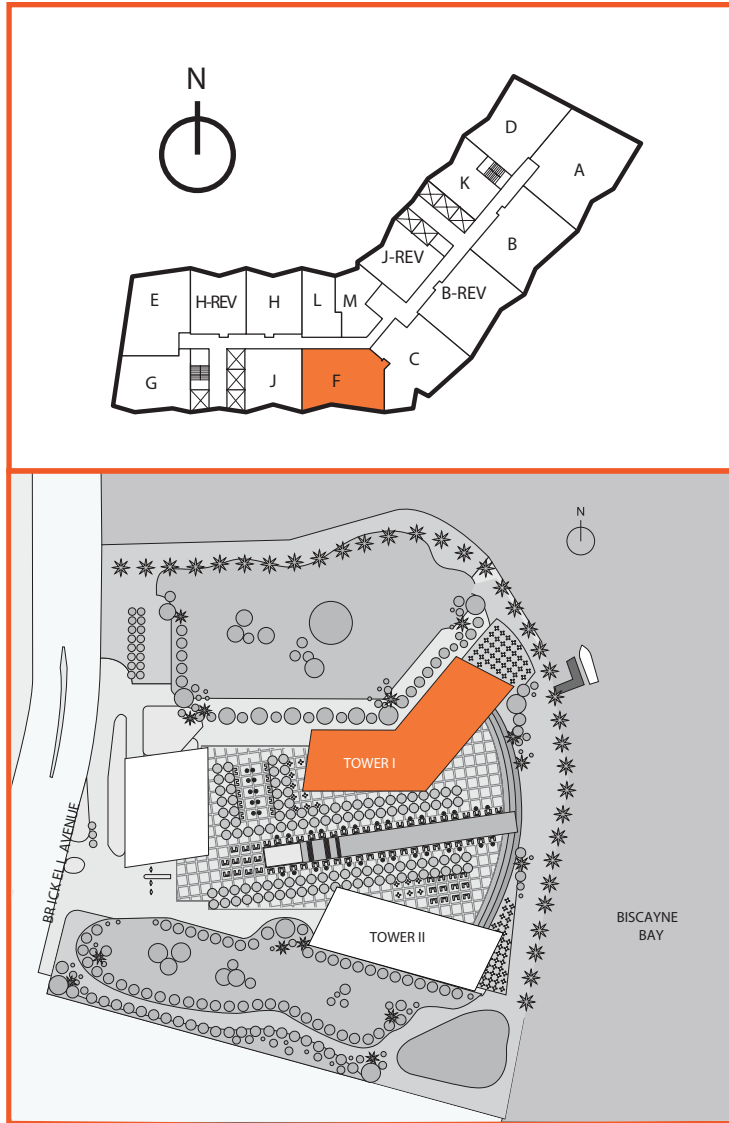 N
D
A
K
B
J-REV
B-REV
E
H-REV
H
L
M
C
G
J
F
N
TOWER I
BRICKELL AVENUE
TOWER II
BISCAYNE
BAY